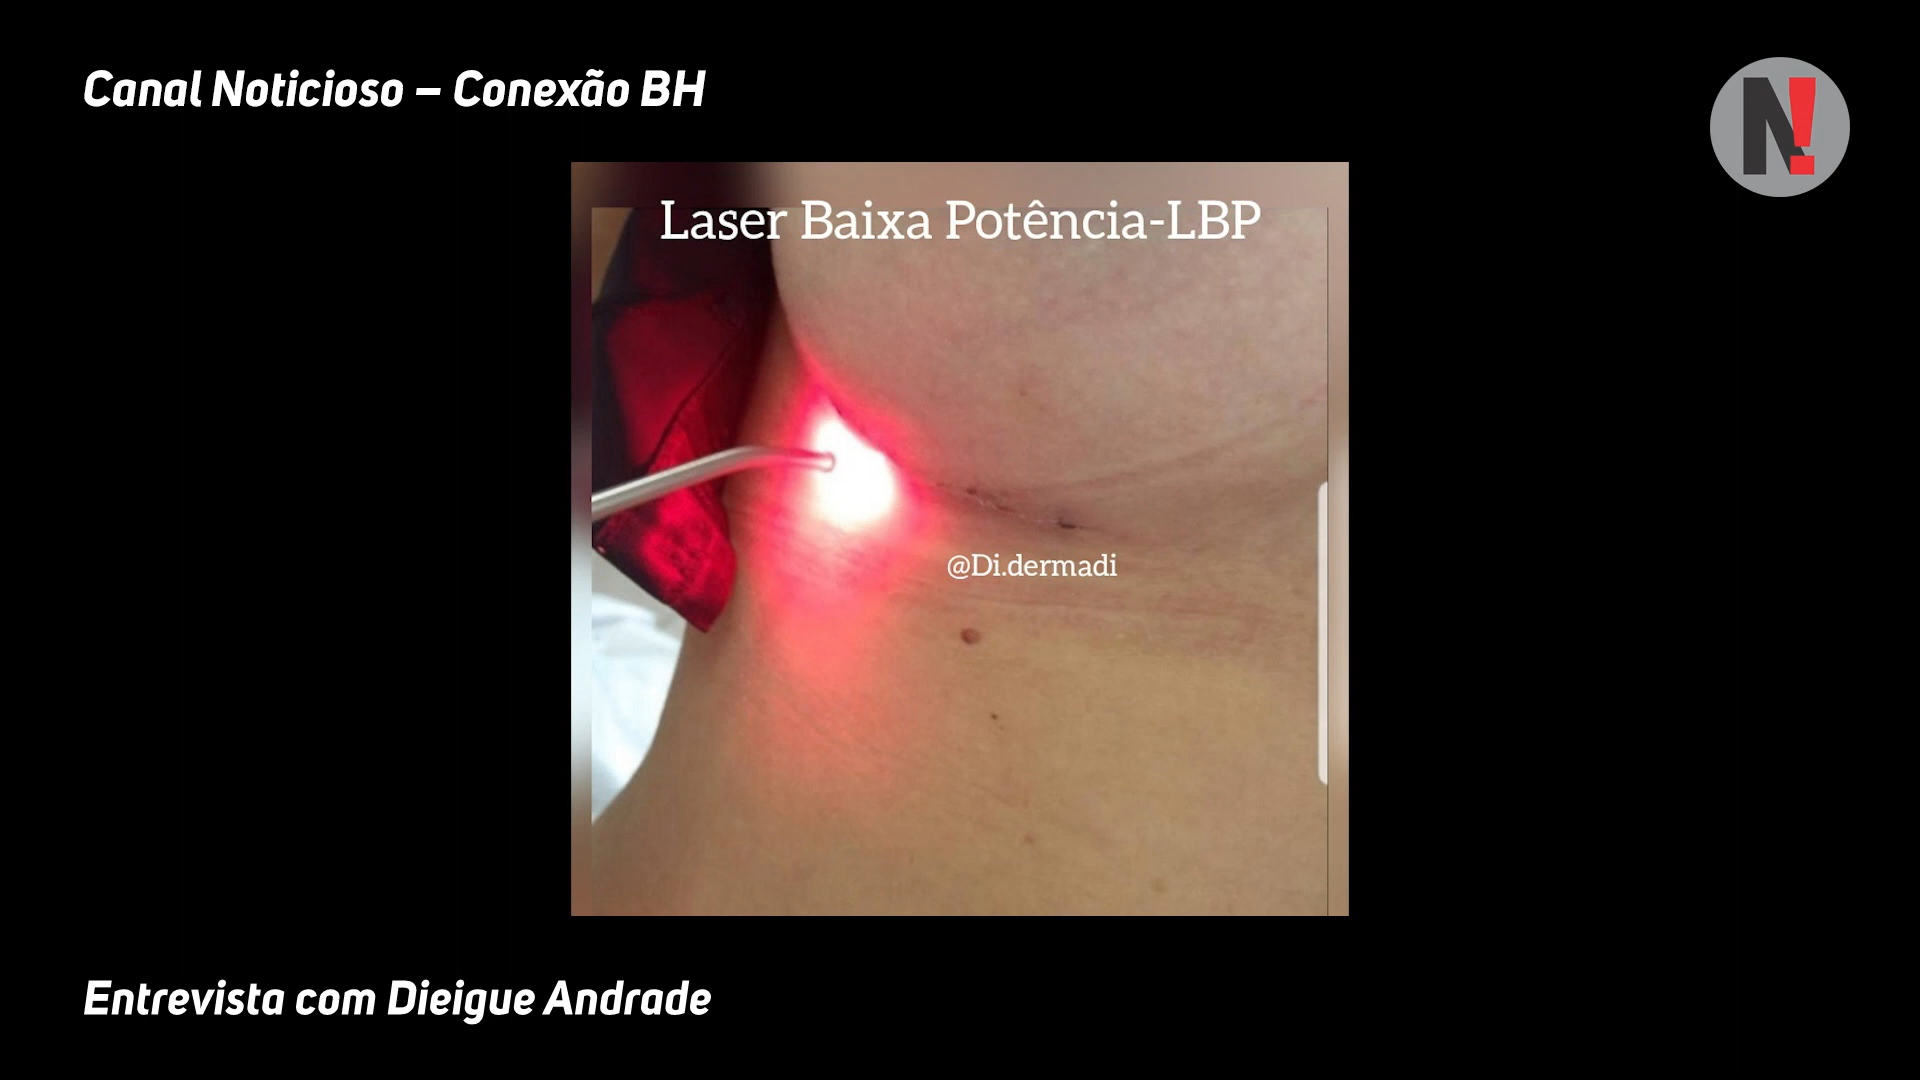 Canal Noticioso – Conexão BH
N!
Laser Baixa Potência-LBP
@Di.dermadi
Entrevista com Dieigue Andrade